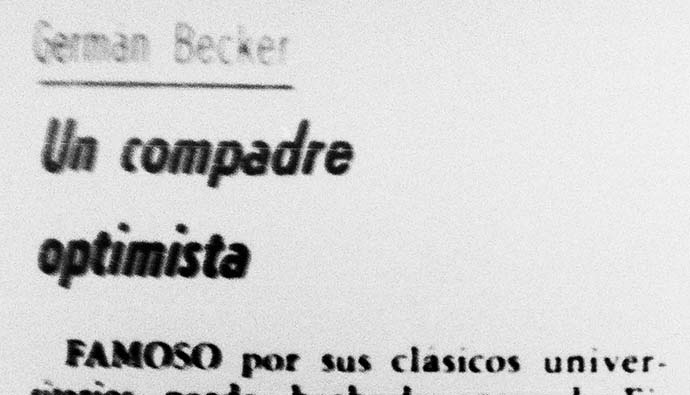 German Becker
Un compadre
optimista
FAMOSO por sus clásicos univer-